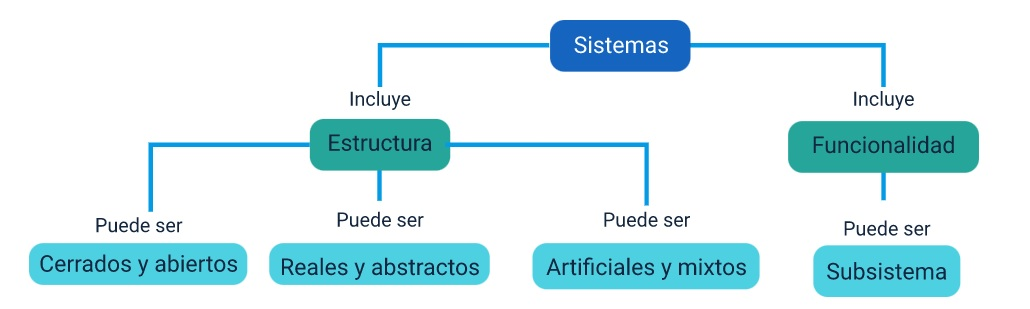 Sistemas
Incluye
Incluye
Estructura
Funcionalidad
Puede ser
Puede ser
Puede ser
Puede ser
Cerrados y abiertos
Reales y abstractos
Artificiales y mixtos
Subsistema